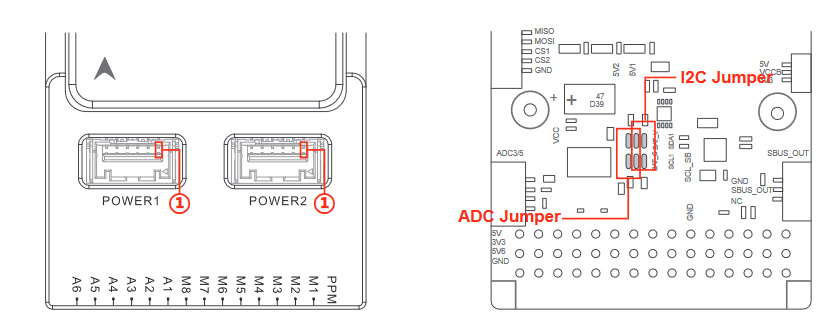 POWER1
POWER2
1
1
A6
A5
A4
A3
A2
A1
M8
M7
M6
M5
M4
M3
M2
M1
PPM
MISO
MOSI
CS1
CS2
GND
5V2
5V1
I2C Jumper
5V
VCCB
+
+
47
D39
VCC
ADC3/5
SCL1
SDA1
SCL_SB
SBUS_OUT
GND
SBUS_OUT
NC
ADC Jumper
GND
5V
3V3
5V6
GND